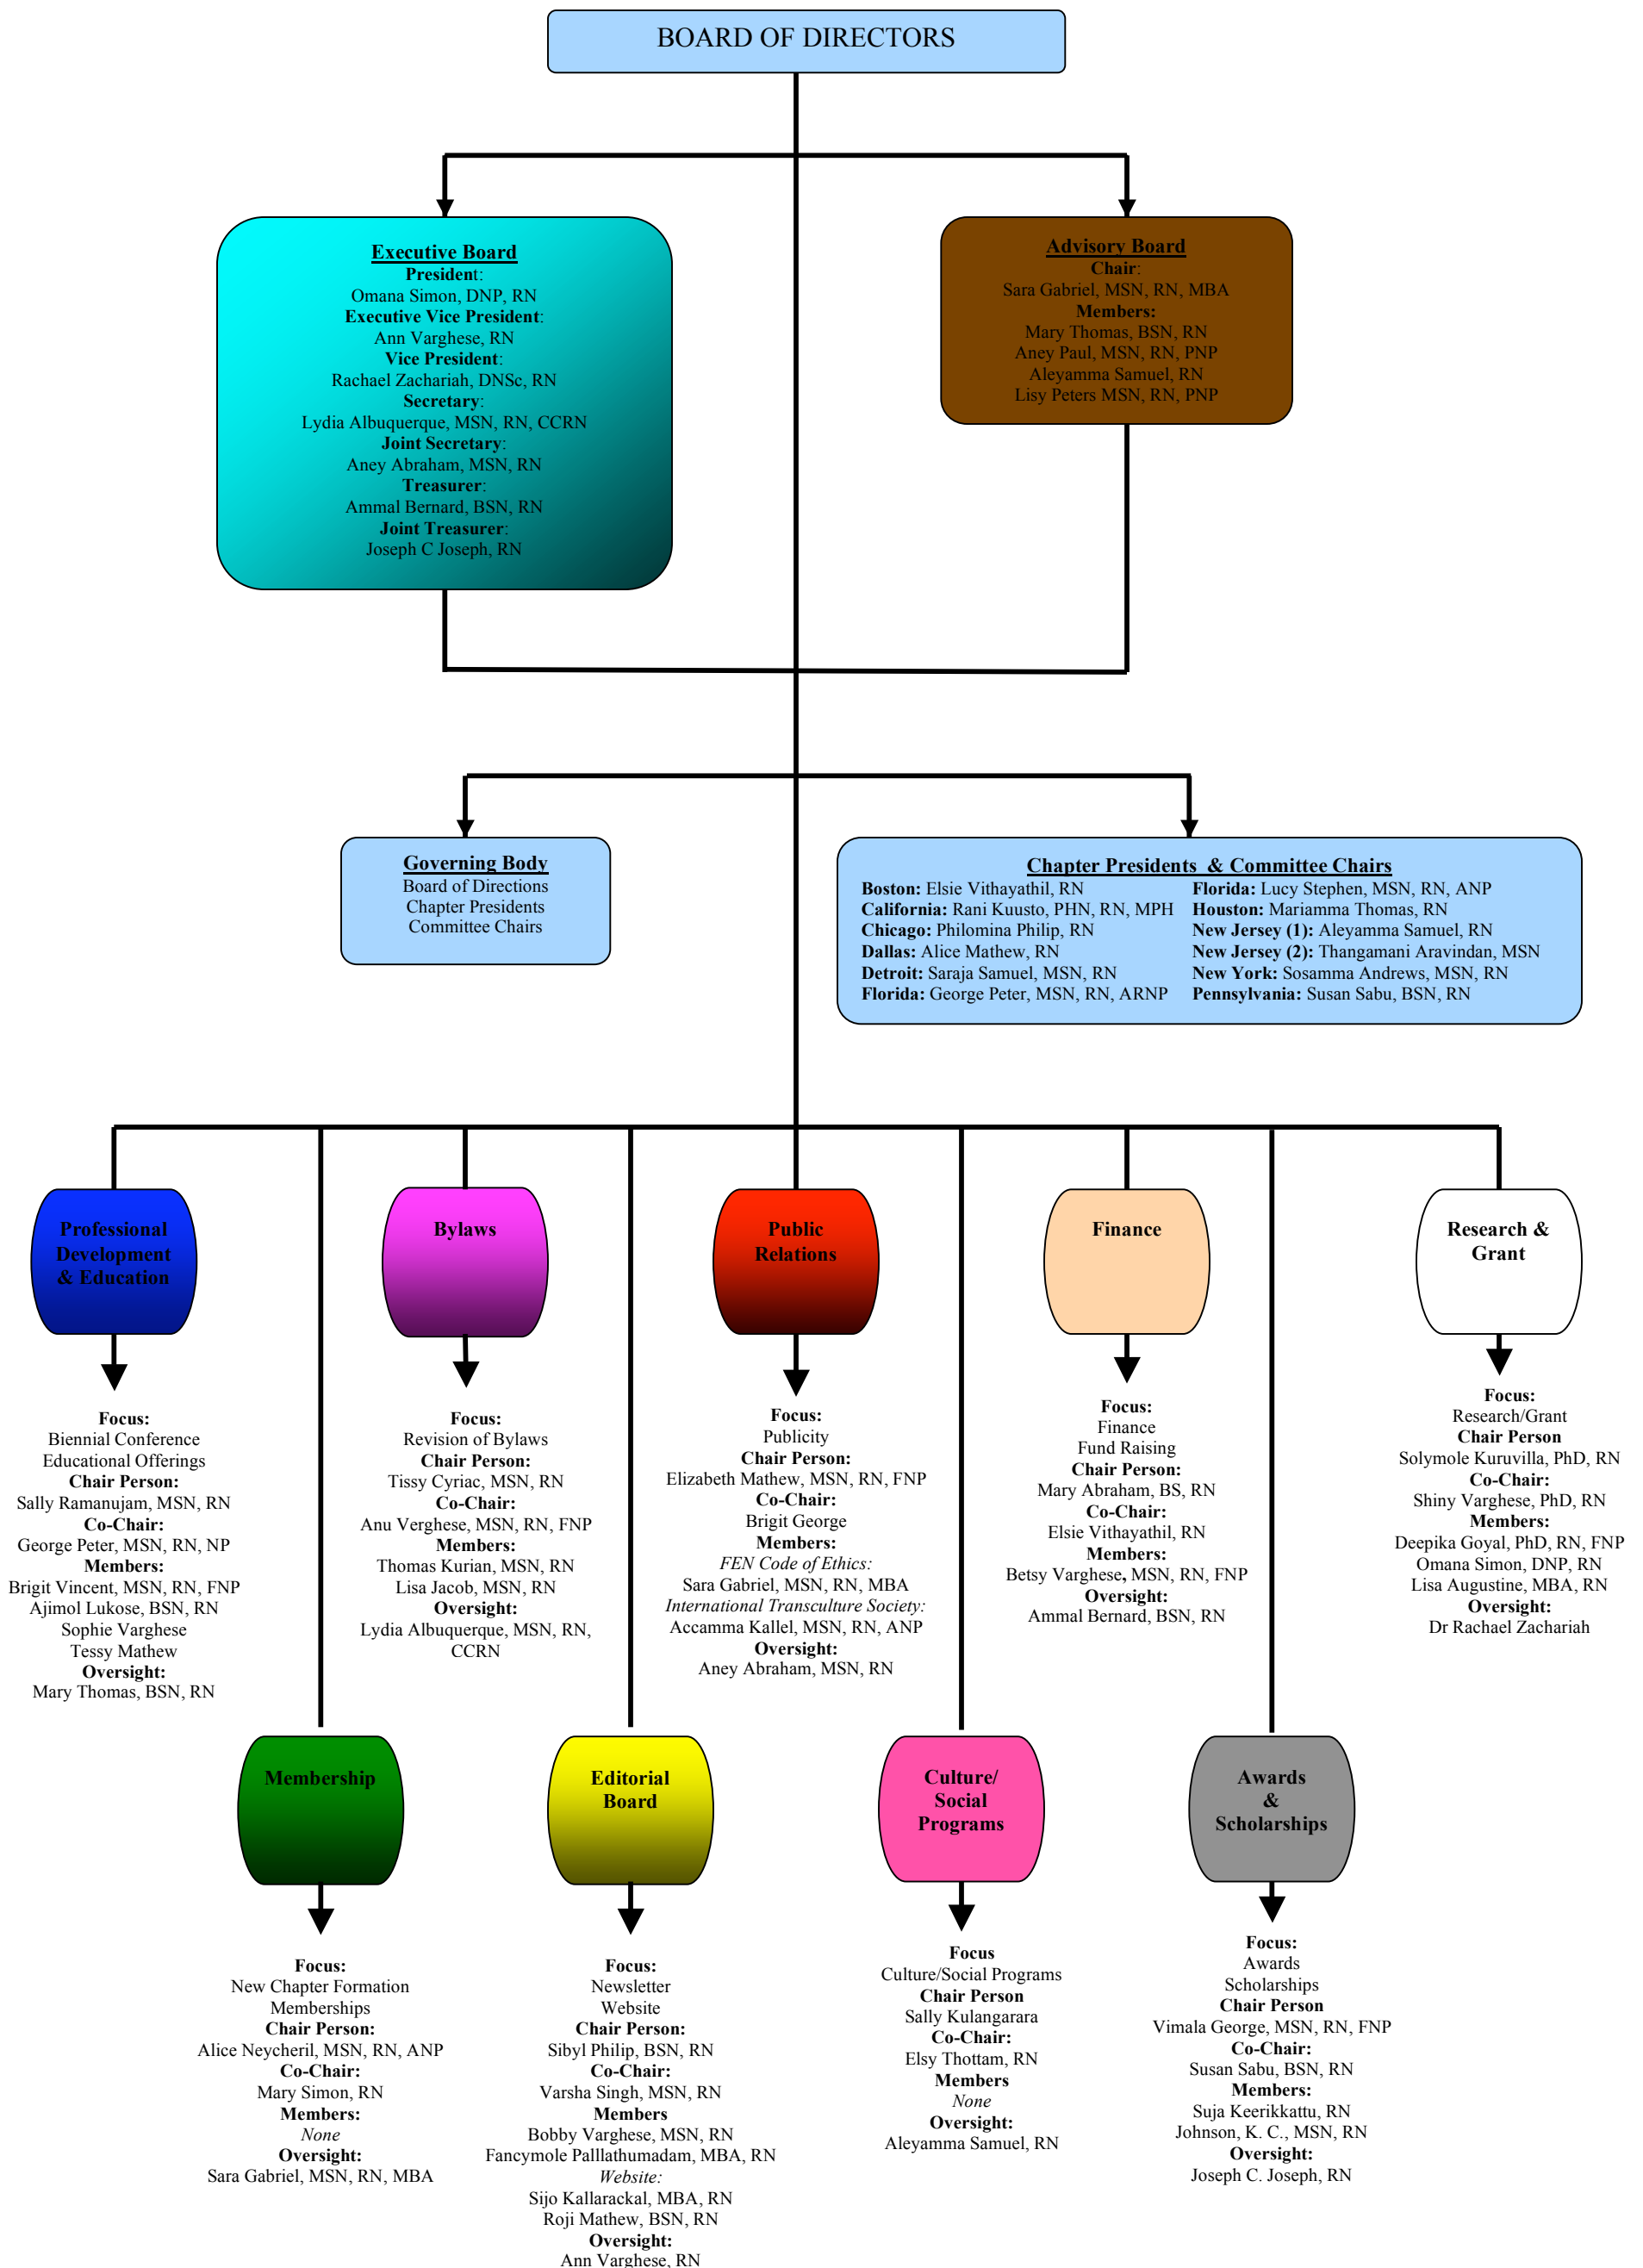 BOARD OF DIRECTORS
Executive Board
President:
Omana Simon, DNP, RN
Executive Vice President:
Ann Varghese, RN
Vice President:
Rachael Zachariah, DNSc, RN
Secretary:
Lydia Albuquerque, MSN, RN, CCRN
Joint Secretary:
Aney Abraham, MSN, RN
Treasurer:
Ammal Bernard, BSN, RN
Joint Treasurer:
Joseph C Joseph, RN
Advisory Board
Chair:
Sara Gabriel, MSN, RN, MBA
Members:
Mary Thomas, BSN, RN
Aney Paul, MSN, RN, PNP
Aleyamma Samuel, RN
Lisy Peters MSN, RN, PNP
Governing Body
Board of Directions
Chapter Presidents
Committee Chairs
Chapter Presidents & Committee Chairs
Boston: Elsie Vithayathil, RN
California: Rani Kuusto, PHN, RN, MPH
Chicago: Philomina Philip, RN
Dallas: Alice Mathew, RN
Detroit: Saraja Samuel, MSN, RN
Florida: George Peter, MSN, RN, ARNP
Florida: Lucy Stephen, MSN, RN, ANP
Houston: Mariamma Thomas, RN
New Jersey (1): Aleyamma Samuel, RN
New Jersey (2): Thangamani Aravindan, MSN
New York: Sosamma Andrews, MSN, RN
Pennsylvania: Susan Sabu, BSN, RN
Professional
Development
& Education
Focus:
Biennial Conference
Educational Offerings
Chair Person:
Sally Ramanujam, MSN, RN
Co-Chair:
George Peter, MSN, RN, NP
Members:
Brigit Vincent, MSN, RN, FNP
Ajimol Lukose, BSN, RN
Sophie Varghese
Tessy Mathew
Oversight:
Mary Thomas, BSN, RN
Bylaws
Focus:
Revision of Bylaws
Chair Person:
Tissy Cyriac, MSN, RN
Co-Chair:
Anu Verghese, MSN, RN, FNP
Members:
Thomas Kurian, MSN, RN
Lisa Jacob, MSN, RN
Oversight:
Lydia Albuquerque, MSN, RN,
CCRN
Public
Relations
Focus:
Publicity
Chair Person:
Elizabeth Mathew, MSN, RN, FNP
Co-Chair:
Brigit George
Members:
FEN Code of Ethics:
Sara Gabriel, MSN, RN, MBA
International Transculture Society:
Accamma Kallel, MSN, RN, ANP
Oversight:
Aney Abraham, MSN, RN
Finance
Focus:
Finance
Fund Raising
Chair Person:
Mary Abraham, BS, RN
Co-Chair:
Elsie Vithayathil, RN
Members:
Betsy Varghese, MSN, RN, FNP
Oversight:
Ammal Bernard, BSN, RN
Research &
Grant
Focus:
Research/Grant
Chair Person
Solymole Kuruvilla, PhD, RN
Co-Chair:
Shiny Varghese, PhD, RN
Members:
Deepika Goyal, PhD, RN, FNP
Omana Simon, DNP, RN
Lisa Augustine, MBA, RN
Oversight:
Dr Rachael Zachariah
Membership
Focus:
New Chapter Formation
Memberships
Chair Person:
Alice Neycheril, MSN, RN, ANP
Co-Chair:
Mary Simon, RN
Members:
None
Oversight:
Sara Gabriel, MSN, RN, MBA
Editorial
Board
Focus:
Newsletter
Website
Chair Person:
Sibyl Philip, BSN, RN
Co-Chair:
Varsha Singh, MSN, RN
Members
Bobby Varghese, MSN, RN
Fancymole Palllathumadam, MBA, RN
Website:
Sijo Kallarackal, MBA, RN
Roji Mathew, BSN, RN
Oversight:
Ann Varghese, RN
Culture/
Social
Programs
Focus
Culture/Social Programs
Chair Person
Sally Kulangarara
Co-Chair:
Elsy Thottam, RN
Members
None
Oversight:
Aleyamma Samuel, RN
Awards
&
Scholarships
Focus:
Awards
Scholarships
Chair Person
Vimala George, MSN, RN, FNP
Co-Chair:
Susan Sabu, BSN, RN
Members:
Suja Keerikkattu, RN
Johnson, K. C., MSN, RN
Oversight:
Joseph C. Joseph, RN